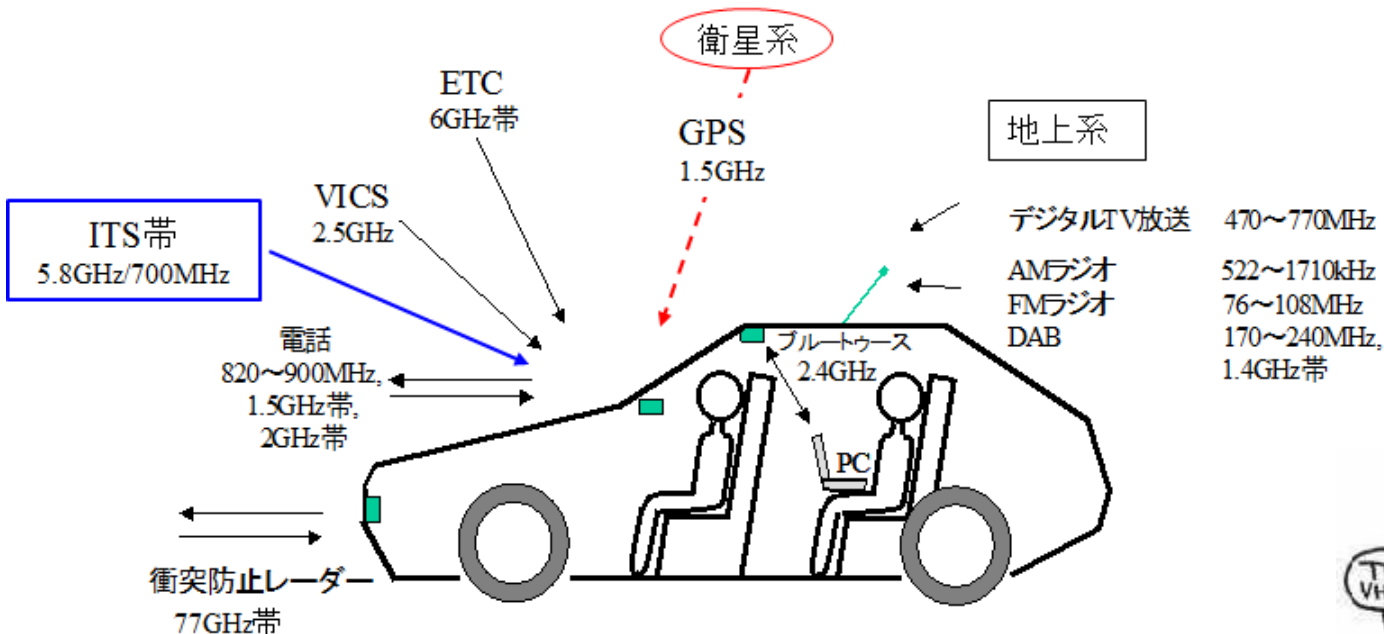 衛星系
ETC
6GHz帯
GPS
1.5GHz
地上系
VICS
2.5GHz
ITS帯
5.8GHz/700MHz
デジタルTV放送 470〜770MHz
AMラジオ 522〜1710kHz
FMラジオ 76〜108MHz
DAB 170〜240MHz,
1.4GHz帯
ブルートゥース
2.4GHz
電話
820〜900MHz,
1.5GHz帯,
2GHz帯
PC
衝突防止レーダー
77GHz帯